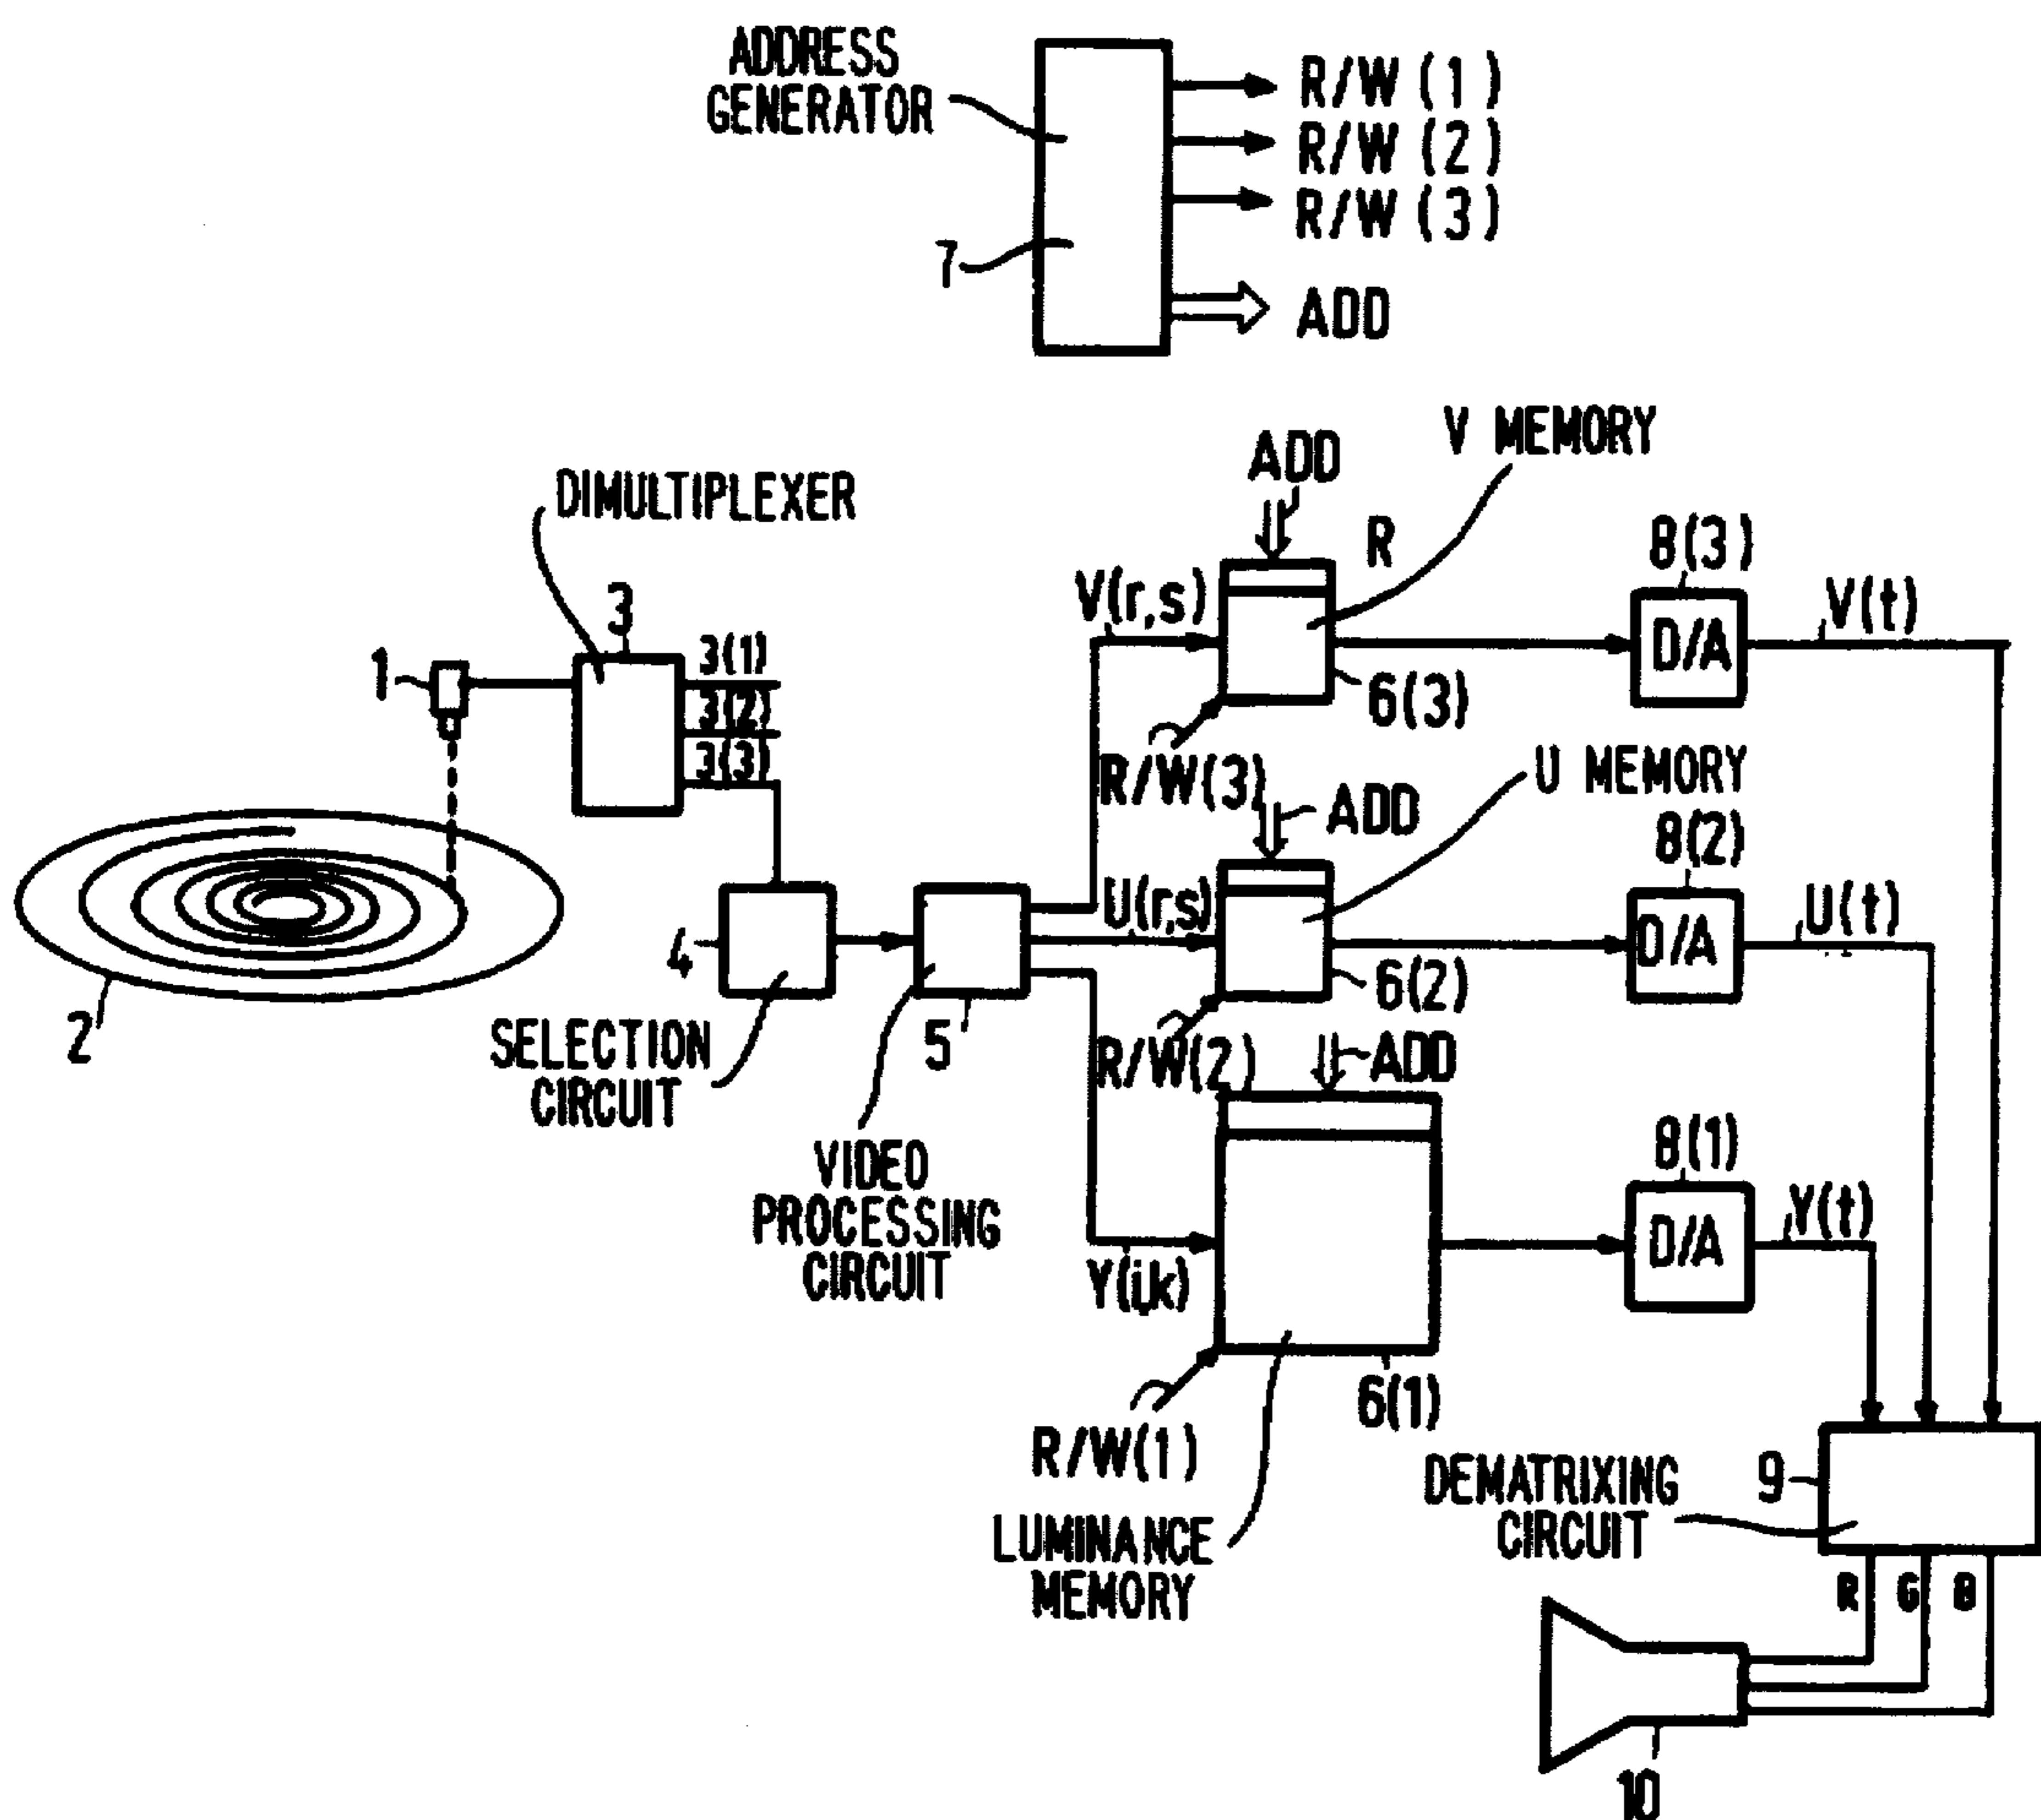 ADDRESS
GENERATOR
7
R/W (1)
R/W (2)
R/W (3)
ADD
DIMULTIPLEXER
1
3
3(1)
3(2)
3(3)
2
4
SELECTION
CIRCUIT
5
VIDEO
PROCESSING
CIRCUIT
ADD
V MEMORY
R
V(r,s)
6(3)
R/W(3)
8(3)
D/A
V(t)
ADD
U MEMORY
U(r,s)
6(2)
R/W(2)
8(2)
D/A
U(t)
ADD
Y(i,k)
6(1)
R/W(1)
LUMINANCE
MEMORY
8(1)
D/A
Y(t)
DEMATRIXING
CIRCUIT
9
R G B
10